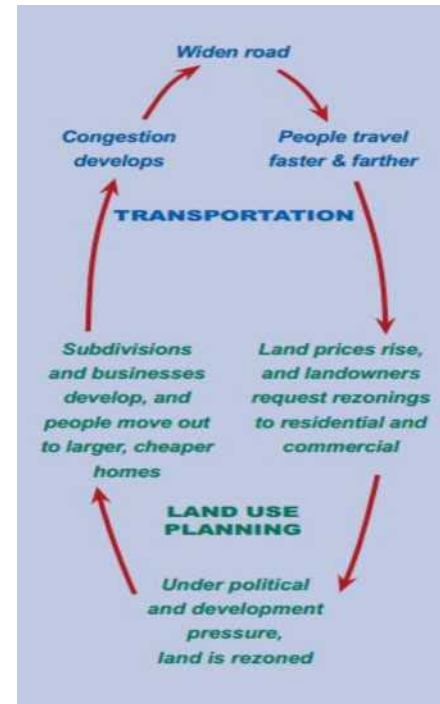 Widen road
People travel
faster & farther
Congestion
develops
TRANSPORTATION
Land prices rise,
and landowners
request rezonings
to residential and
commercial
Subdivisions
and businesses
develop, and
people move out
to larger, cheaper
homes
LAND USE
PLANNING
Under political
and development
pressure,
land is rezoned